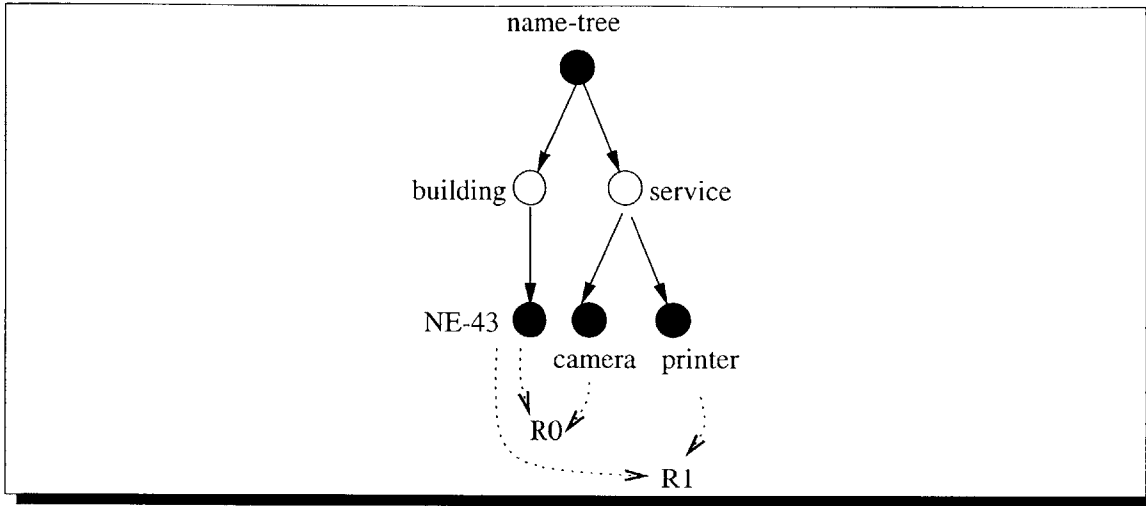 name-tree
building
service
NE-43
camera
printer
R0
R1